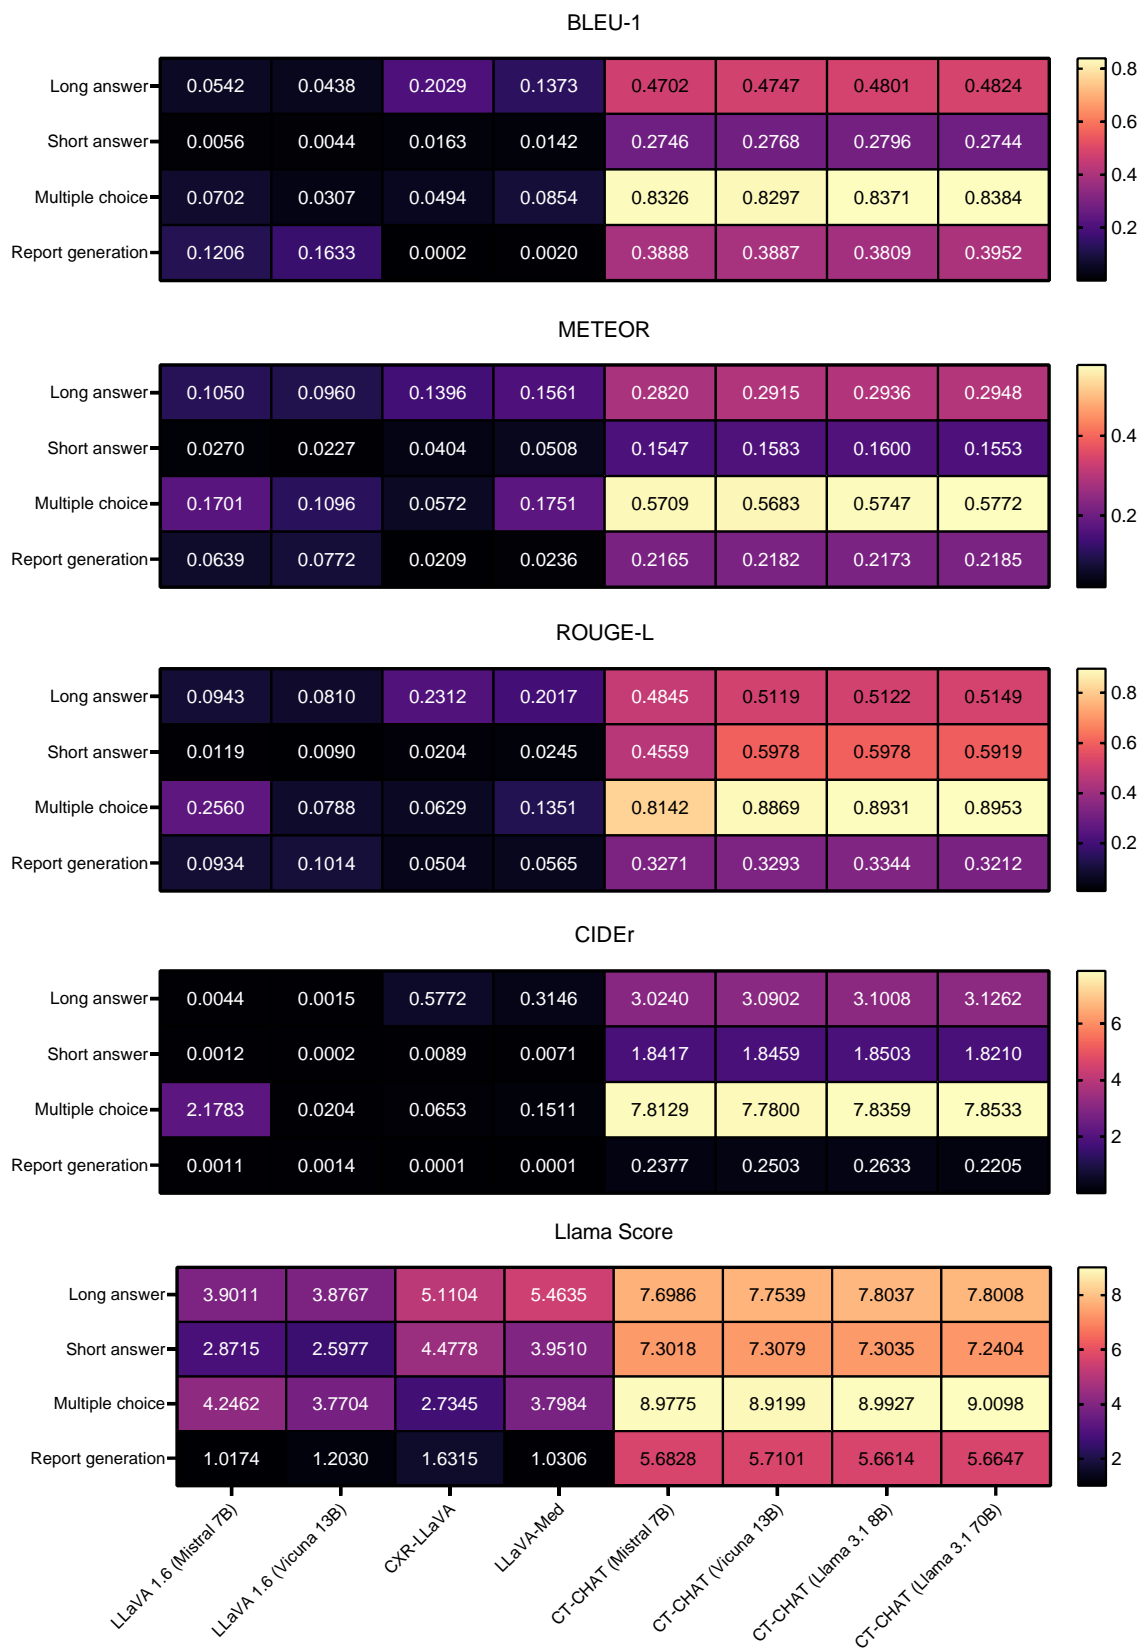 BLEU-1
Long answer 0.0542 0.0438 0.2029 0.1373 0.4702 0.4747 0.4801 0.4824
Short answer 0.0056 0.0044 0.0163 0.0142 0.2746 0.2768 0.2796 0.2744
Multiple choice 0.0702 0.0307 0.0494 0.0854 0.8326 0.8297 0.8371 0.8384
Report generation 0.1206 0.1633 0.0002 0.0020 0.3888 0.3887 0.3809 0.3952
0.8
0.6
0.4
0.2
METEOR
Long answer 0.1050 0.0960 0.1396 0.1561 0.2820 0.2915 0.2936 0.2948
Short answer 0.0270 0.0227 0.0404 0.0508 0.1547 0.1583 0.1600 0.1553
Multiple choice 0.1701 0.1096 0.0572 0.1751 0.5709 0.5683 0.5747 0.5772
Report generation 0.0639 0.0772 0.0209 0.0236 0.2165 0.2182 0.2173 0.2185
0.4
0.2
ROUGE-L
Long answer 0.0943 0.0810 0.2312 0.2017 0.4845 0.5119 0.5122 0.5149
Short answer 0.0119 0.0090 0.0204 0.0245 0.4559 0.5978 0.5978 0.5919
Multiple choice 0.2560 0.0788 0.0629 0.1351 0.8142 0.8869 0.8931 0.8953
Report generation 0.0934 0.1014 0.0504 0.0565 0.3271 0.3293 0.3344 0.3212
0.8
0.6
0.4
0.2
CIDEr
Long answer 0.0044 0.0015 0.5772 0.3146 3.0240 3.0902 3.1008 3.1262
Short answer 0.0012 0.0002 0.0089 0.0071 1.8417 1.8459 1.8503 1.8210
Multiple choice 2.1783 0.0204 0.0653 0.1511 7.8129 7.7800 7.8359 7.8533
Report generation 0.0011 0.0014 0.0001 0.0001 0.2377 0.2503 0.2633 0.2205
6
4
2
Llama Score
Long answer 3.9011 3.8767 5.1104 5.4635 7.6986 7.7539 7.8037 7.8008
Short answer 2.8715 2.5977 4.4778 3.9510 7.3018 7.3079 7.3035 7.2404
Multiple choice 4.2462 3.7704 2.7345 3.7984 8.9775 8.9199 8.9927 9.0098
Report generation 1.0174 1.2030 1.6315 1.0306 5.6828 5.7101 5.6614 5.6647
8
6
4
2
LLaVA 1.6 (Mistral 7B)
LLaVA 1.6 (Vicuna 13B)
CXR-LLaVA
LLaVA-Med
CT-CHAT (Mistral 7B)
CT-CHAT (Vicuna 13B)
CT-CHAT (Llama 3.1 8B)
CT-CHAT (Llama 3.1 70B)